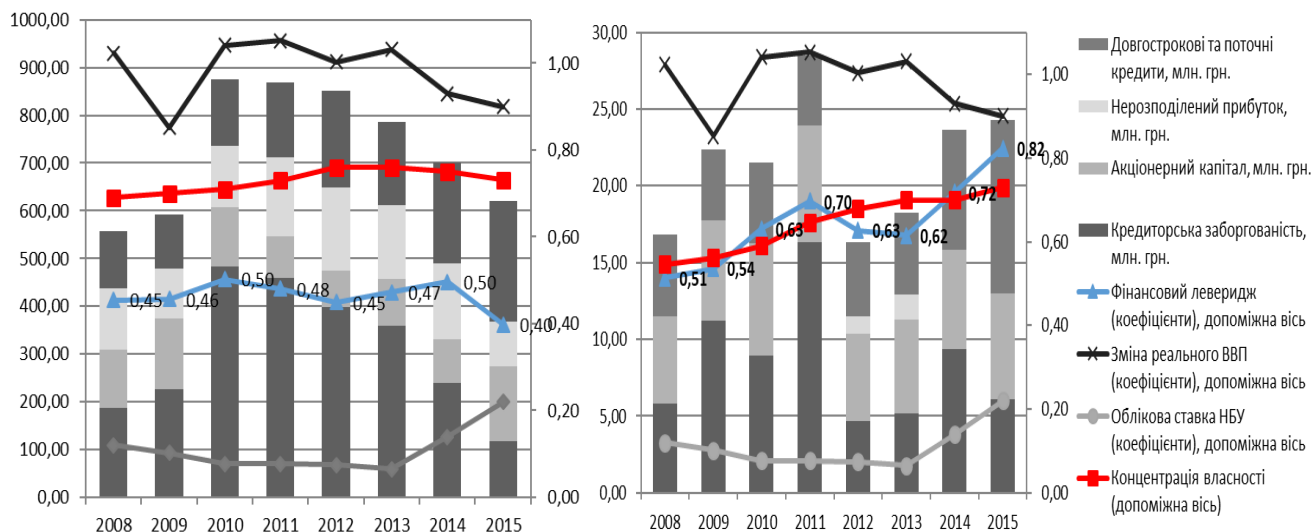 1000,00
900,00
800,00
700,00
600,00
500,00
400,00
300,00
200,00
100,00
0,00
1,00
0,80
0,60
0,40
0,20
0,00
0,45
0,46
0,50
0,48
0,45
0,47
0,50
0,40
2008 2009 2010 2011 2012 2013 2014 2015
30,00
25,00
20,00
15,00
10,00
5,00
0,00
1,00
0,80
0,60
0,40
0,20
0,00
0,51
0,54
0,63
0,70
0,63
0,62
0,72
0,82
2008 2009 2010 2011 2012 2013 2014 2015
Довгострокові та поточні
кредити, млн. грн.
Нерозподілений прибуток,
млн. грн.
Акціонерний капітал, млн. грн.
Кредиторська заборгованість,
млн. грн.
Фінансовий леверидж
(коефіцієнти), допоміжна вісь
Зміна реального ВВП
(коефіцієнти), допоміжна вісь
Облікова ставка НБУ
(коефіцієнти), допоміжна вісь
Концентрація власності
(допоміжна вісь)